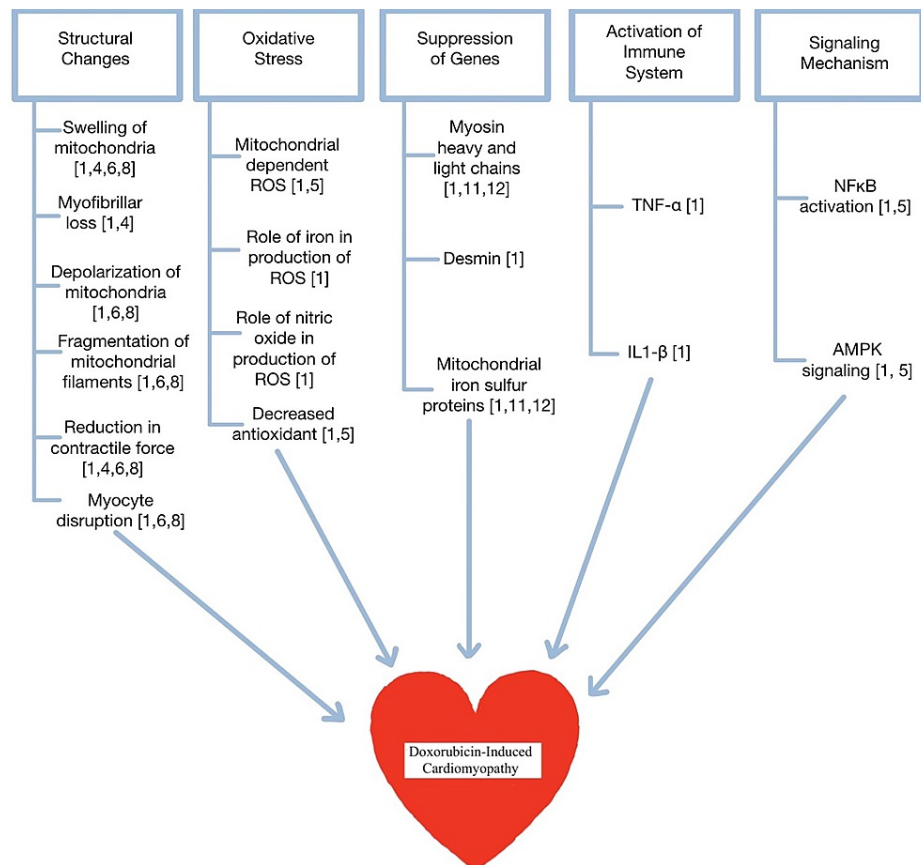 Structural
Changes
Swelling of
mitochondria
[1,4,6,8]
Myofibrillar
loss [1,4]
Depolarization of
mitochondria
[1,6,8]
Fragmentation of
mitochondrial
filaments [1,6,8]
Reduction in
contractile force
[1,4,6,8]
Myocyte
disruption [1,6,8]
Oxidative
Stress
Mitochondrial
dependent
ROS [1,5]
Role of iron in
production of
ROS [1]
Role of nitric
oxide in
production of
ROS [1]
Decreased
antioxidant [1,5]
Suppression
of Genes
Myosin
heavy and
light chains
[1,11,12]
Desmin [1]
Mitochondrial
iron sulfur
proteins [1,11,12]
Activation of
Immune
System
TNF-α [1]
IL1-β [1]
Signaling
Mechanism
NFκB
activation [1,5]
AMPK
signaling [1, 5]
Doxorubicin-Induced
Cardiomyopathy